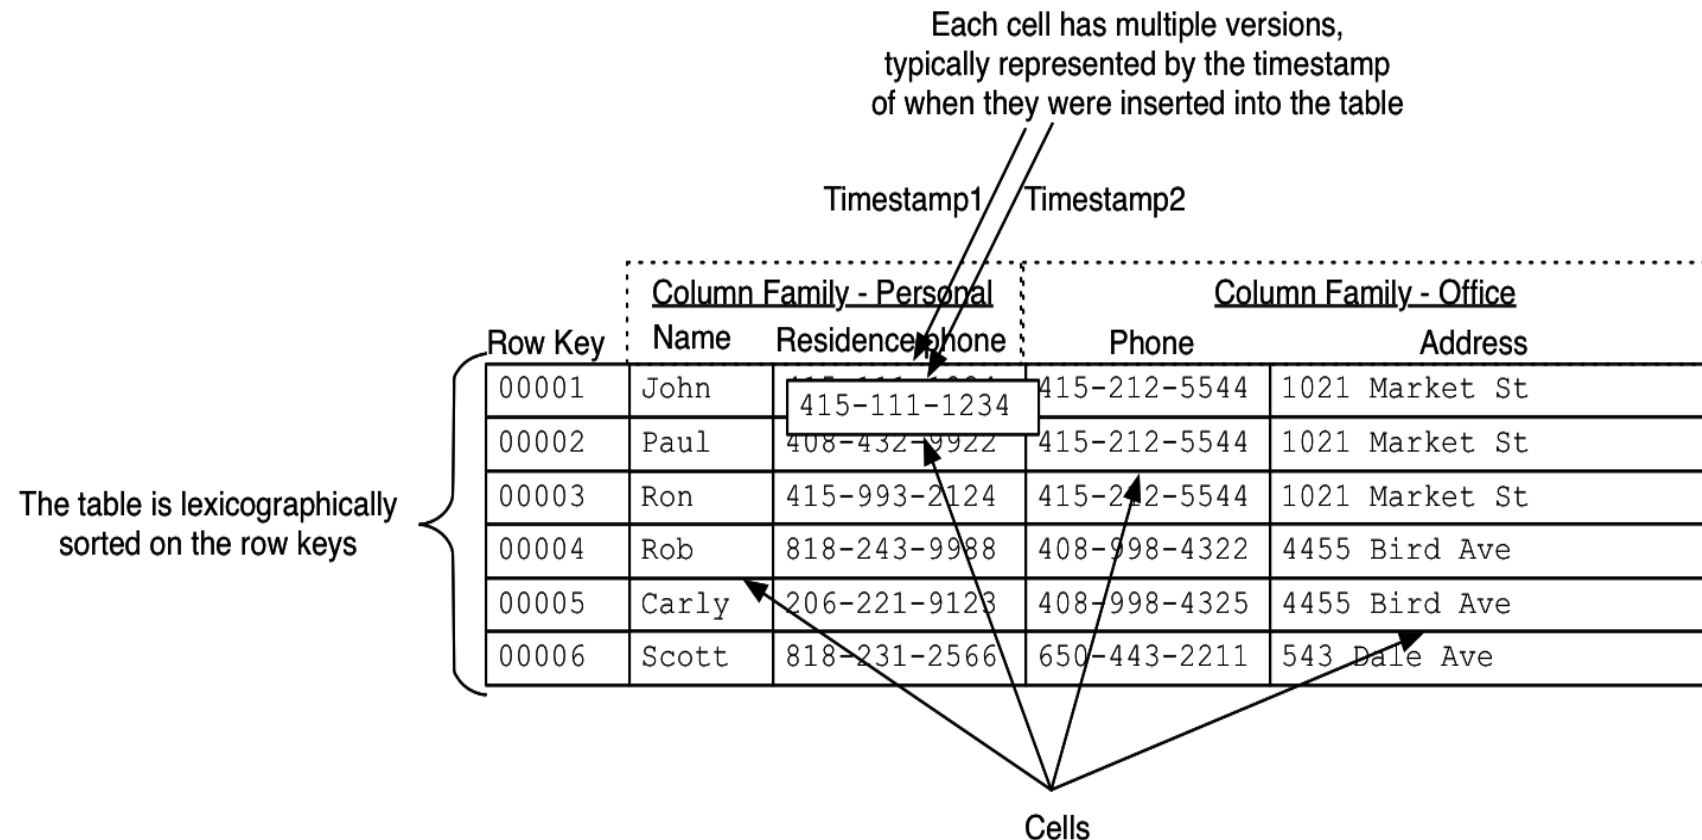 Each cell has multiple versions,
typically represented by the timestamp
of when they were inserted into the table
Timestamp1 Timestamp2
Column Family - Personal Column Family - Office
Row Key Name Residence phone Phone Address
00001 John 415-111-1234 415-212-5544 1021 Market St
00002 Paul 408-432-9922 415-212-5544 1021 Market St
00003 Ron 415-993-2124 415-212-5544 1021 Market St
The table is lexicographically
sorted on the row keys
00004 Rob 818-243-9988 408-998-4322 4455 Bird Ave
00005 Carly 206-221-9123 408-998-4325 4455 Bird Ave
00006 Scott 818-231-2566 650-443-2211 543 Dale Ave
Cells